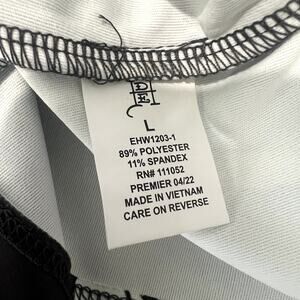 L
EHW1203-1
89% POLYESTER
11% SPANDEX
RN# 111052
PREMIER 04/22
MADE IN VIETNAM
CARE ON REVERSE